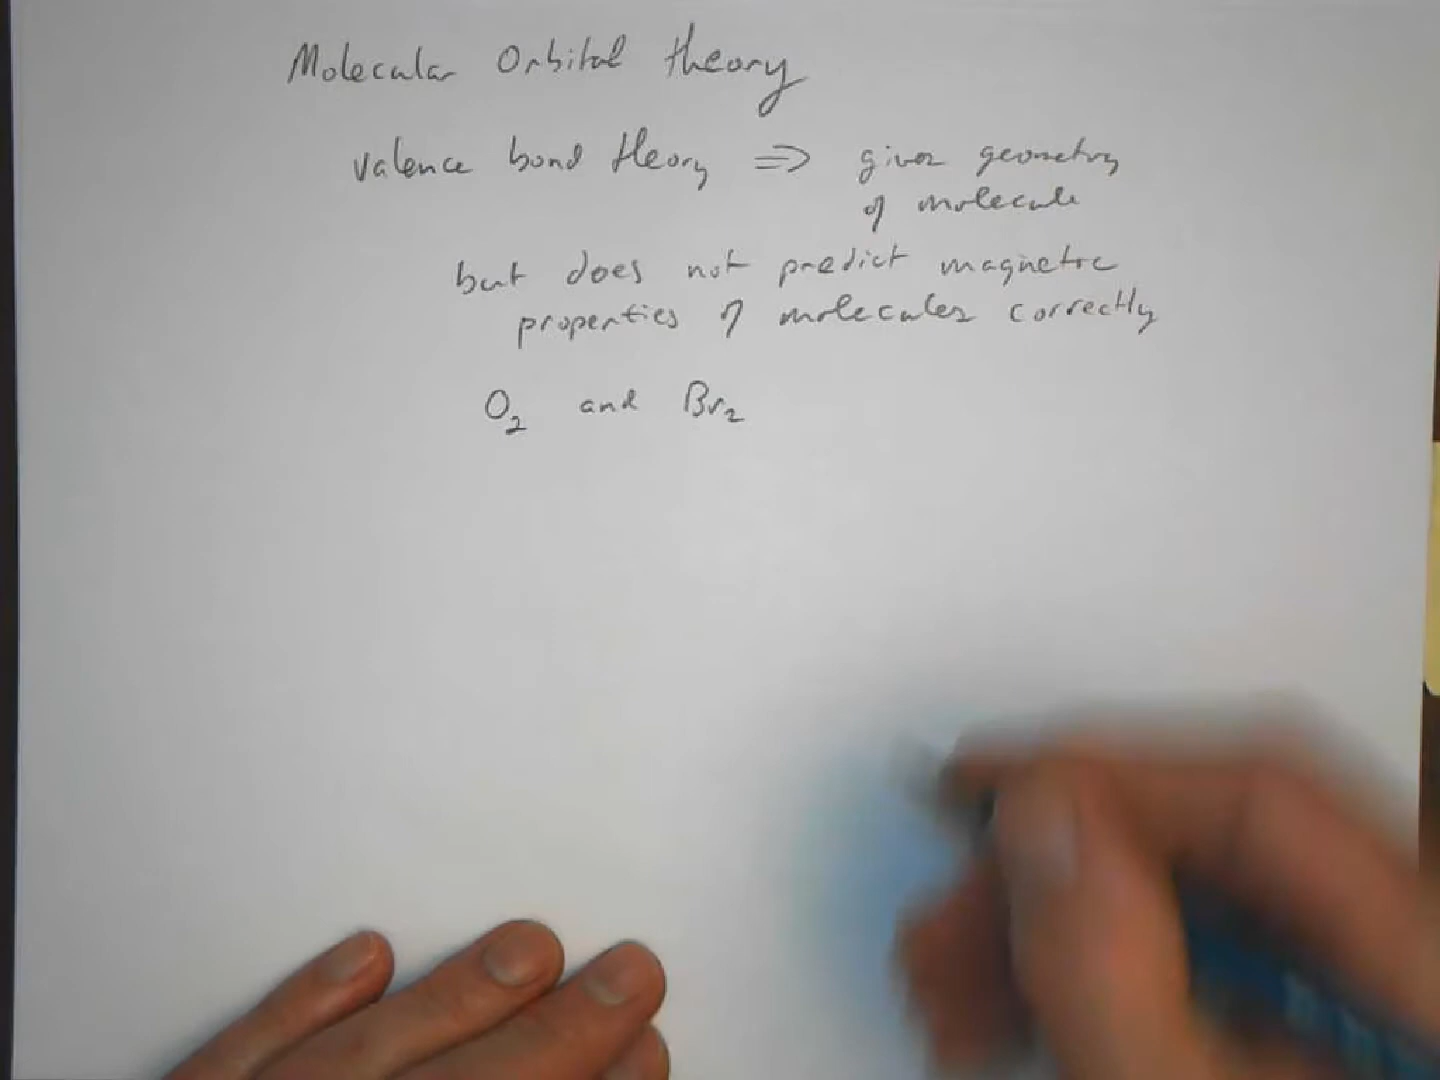 Molecular Orbital theory
valence bond theory ⇒ gives geometry
of molecule
but does not predict magnetic
properties of molecules correctly
O₂ and Br₂